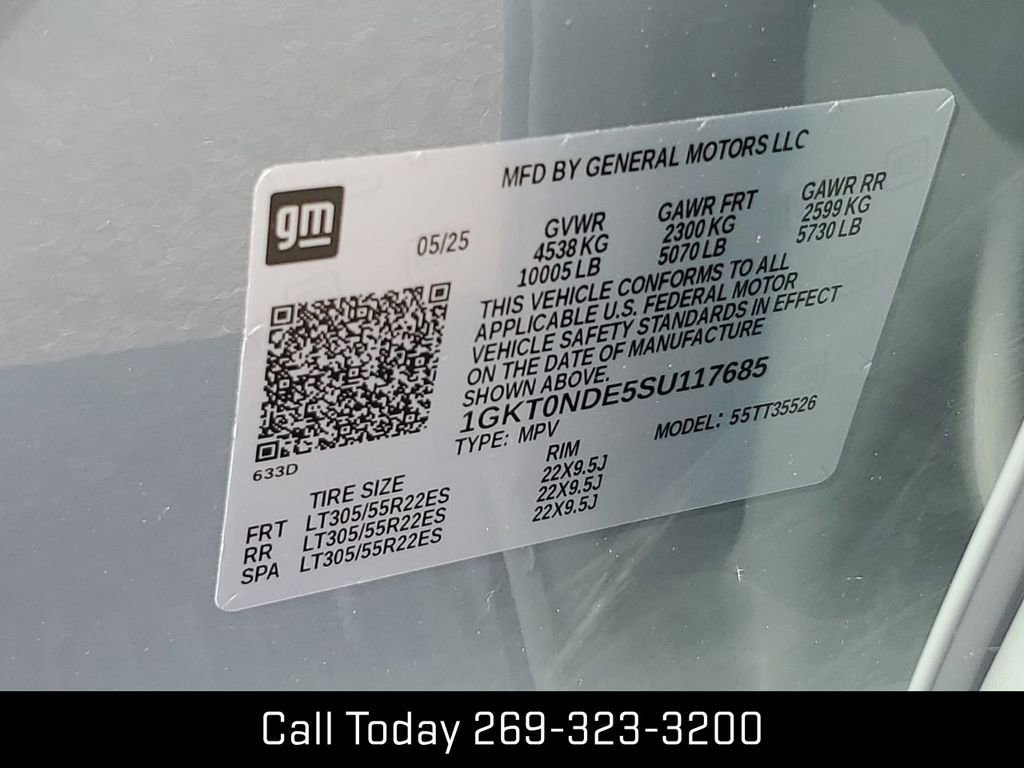 gm
MFD BY GENERAL MOTORS LLC
05/25
GVWR
4538 KG
10005 LB
GAWR FRT
2300 KG
5070 LB
GAWR RR
2599 KG
5730 LB
THIS VEHICLE CONFORMS TO ALL
APPLICABLE U.S. FEDERAL MOTOR
VEHICLE SAFETY STANDARDS IN EFFECT
ON THE DATE OF MANUFACTURE
SHOWN ABOVE.
1GKT0NDE5SU117685
TYPE: MPV MODEL: 55TT35526
633D
TIRE SIZE RIM
FRT LT305/55R22ES 22X9.5J
RR LT305/55R22ES 22X9.5J
SPA LT305/55R22ES 22X9.5J
Call Today 269-323-3200